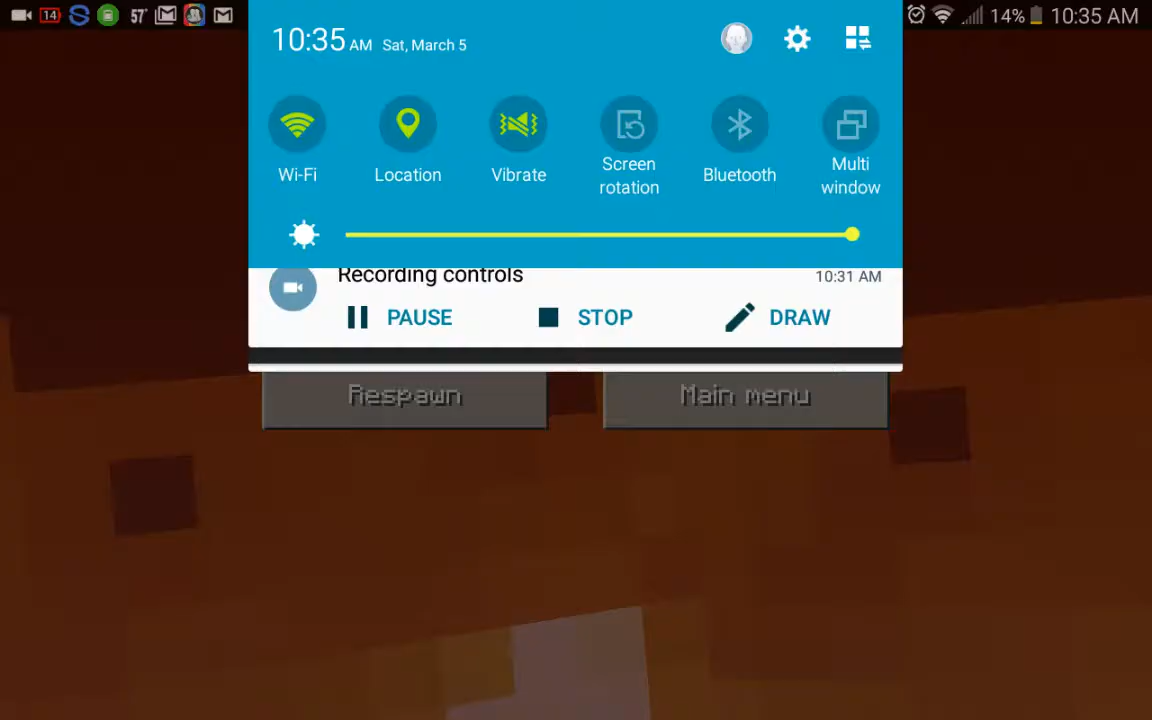 14 57° 14% 10:35 AM
10:35 AM Sat, March 5
Wi-Fi Location Vibrate Screen rotation Bluetooth Multi window
Recording controls 10:31 AM
PAUSE STOP DRAW
Respawn Main menu